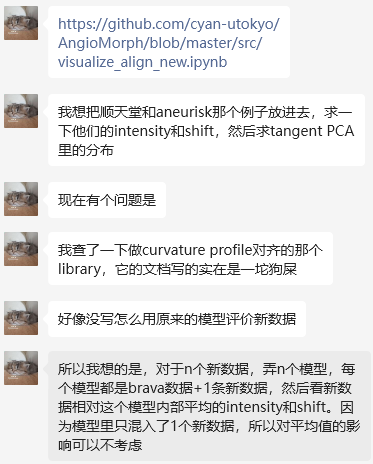 https://github.com/cyan-utokyo/
AngioMorph/blob/master/src/
visualize_align_new.ipynb
我想把顺天堂和aneurisk那个例子放进去，求一
下他们的intensity和shift，然后求tangent PCA
里的分布
现在有个问题是
我查了一下做curvature profile对齐的那个
library，它的文档写的实在是一坨狗屎
好像没写怎么用原来的模型评价新数据
所以我想的是，对于n个新数据，弄n个模型，每
个模型都是brava数据+1条新数据，然后看新数
据相对这个模型内部平均的intensity和shift。因
为模型里只混入了1个新数据，所以对平均值的影
响可以不考虑